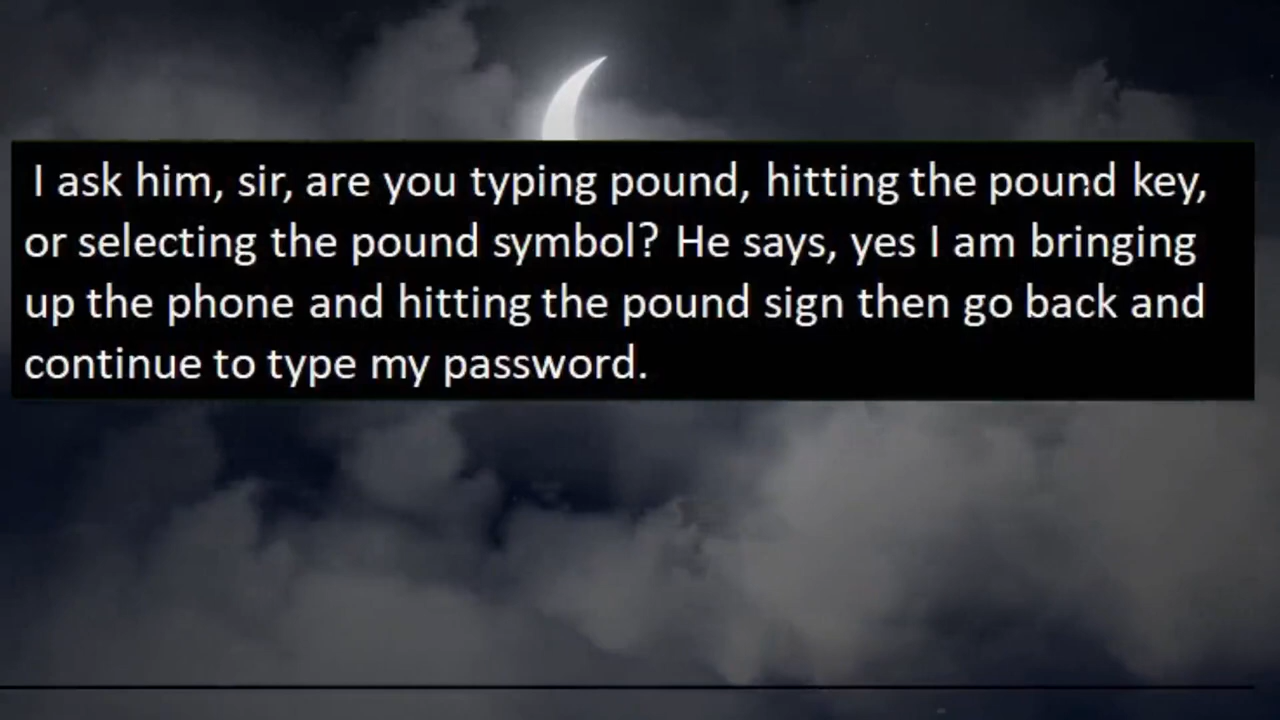 I ask him, sir, are you typing pound, hitting the pound key,
or selecting the pound symbol? He says, yes I am bringing
up the phone and hitting the pound sign then go back and
continue to type my password.